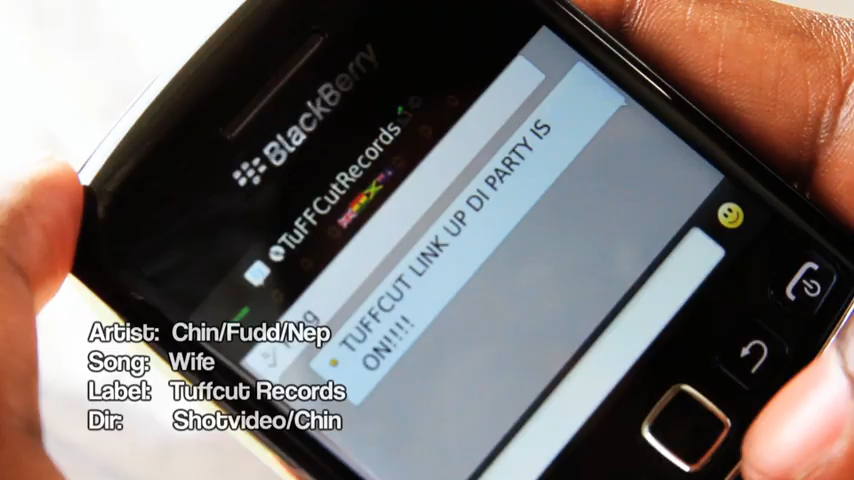 BlackBerry
@TuFFCutRecords
TUFFCUT LINK UP DI PARTY IS
ON!!!!
Artist: Chin/Fudd/Nep
Song: Wife
Label: Tuffcut Records
Dir: Shotvideo/Chin